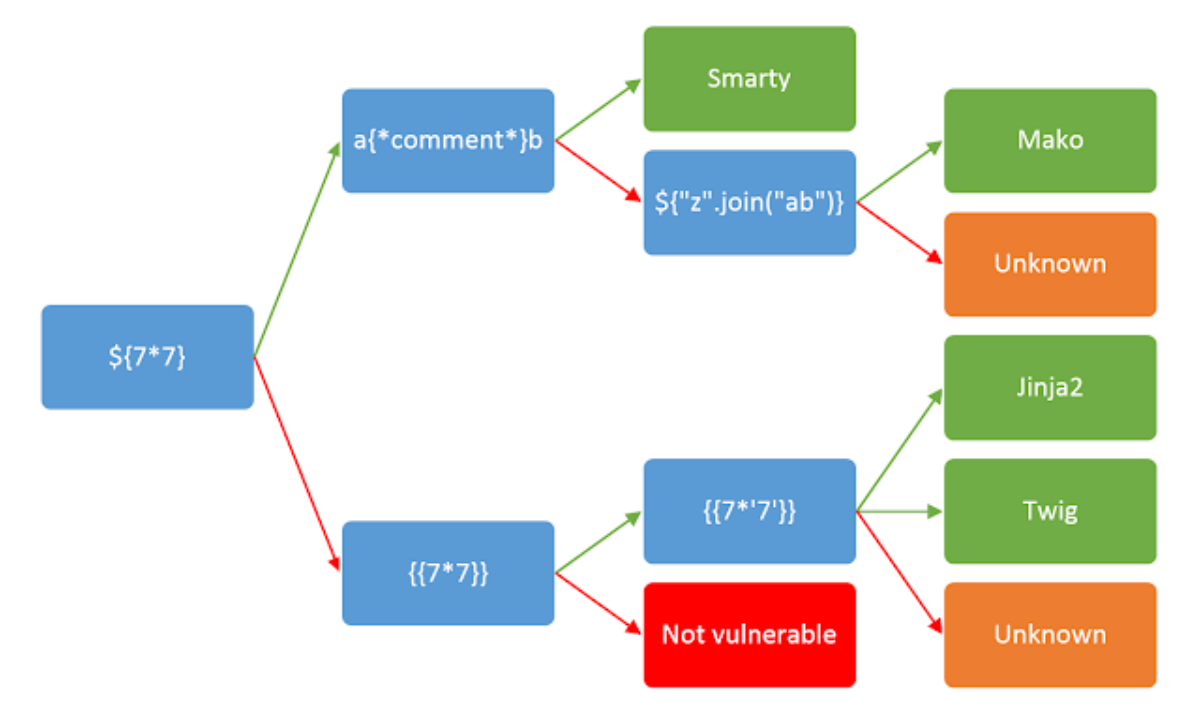 ${7*7}
a{*comment*}b
Smarty
${"z".join("ab")}
Mako
Unknown
{{7*7}}
{{7*'7'}}
Not vulnerable
Jinja2
Twig
Unknown